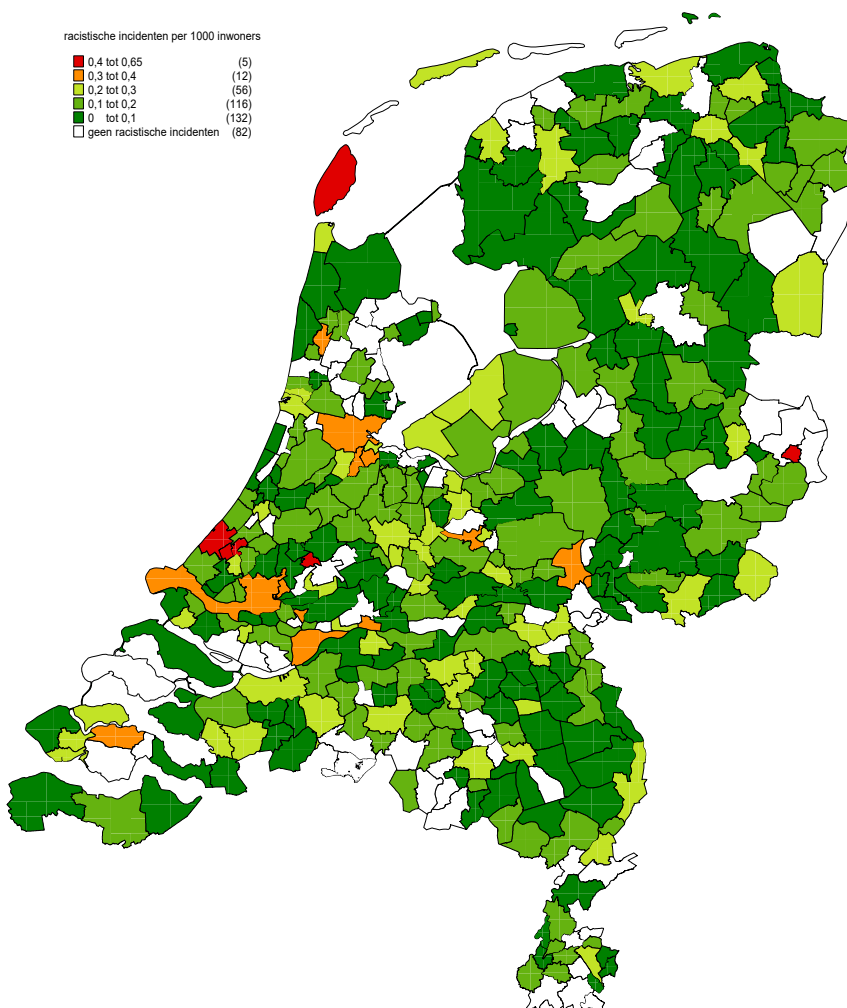 racistische incidenten per 1000 inwoners
0,4 tot 0,65 (5)
0,3 tot 0,4 (12)
0,2 tot 0,3 (56)
0,1 tot 0,2 (116)
0 tot 0,1 (132)
geen racistische incidenten (82)